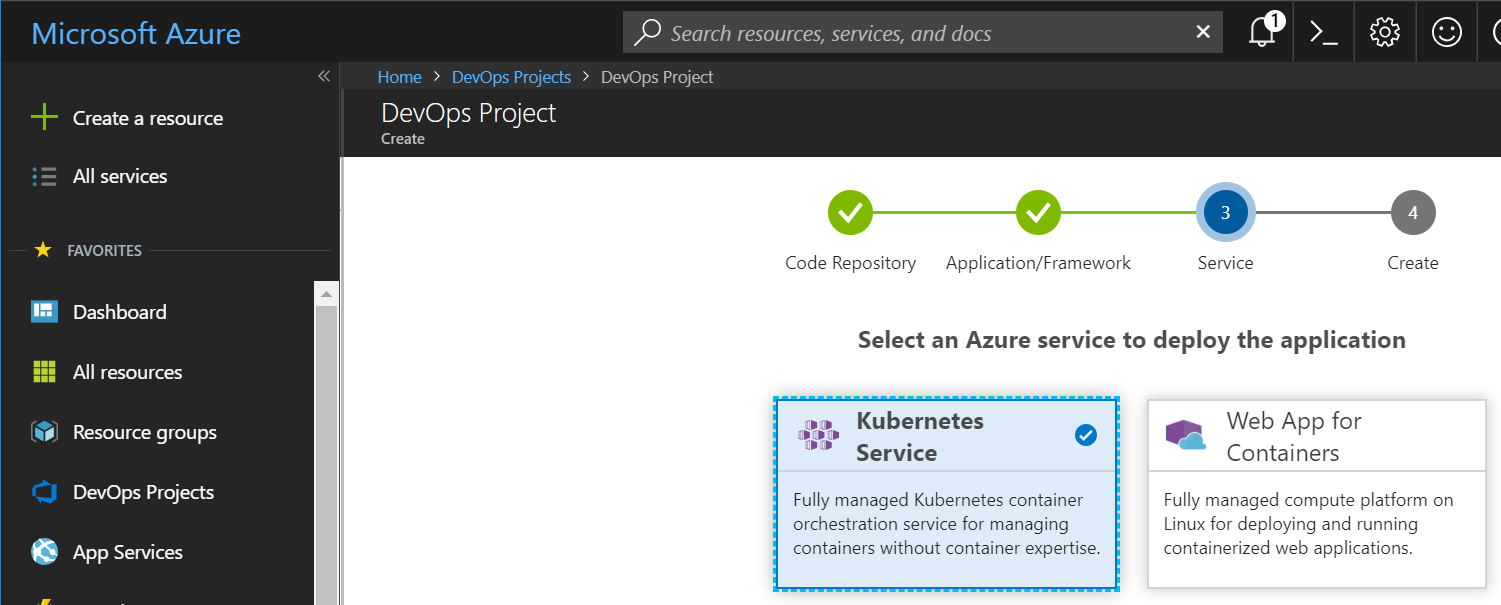 Microsoft Azure
Search resources, services, and docs
1
Home > DevOps Projects > DevOps Project
DevOps Project
Create
Create a resource
All services
FAVORITES
Dashboard
All resources
Resource groups
DevOps Projects
App Services
3
4
Code Repository
Application/Framework
Service
Create
Select an Azure service to deploy the application
Kubernetes
Service
Fully managed Kubernetes container
orchestration service for managing
containers without container expertise.
Web App for
Containers
Fully managed compute platform on
Linux for deploying and running
containerized web applications.